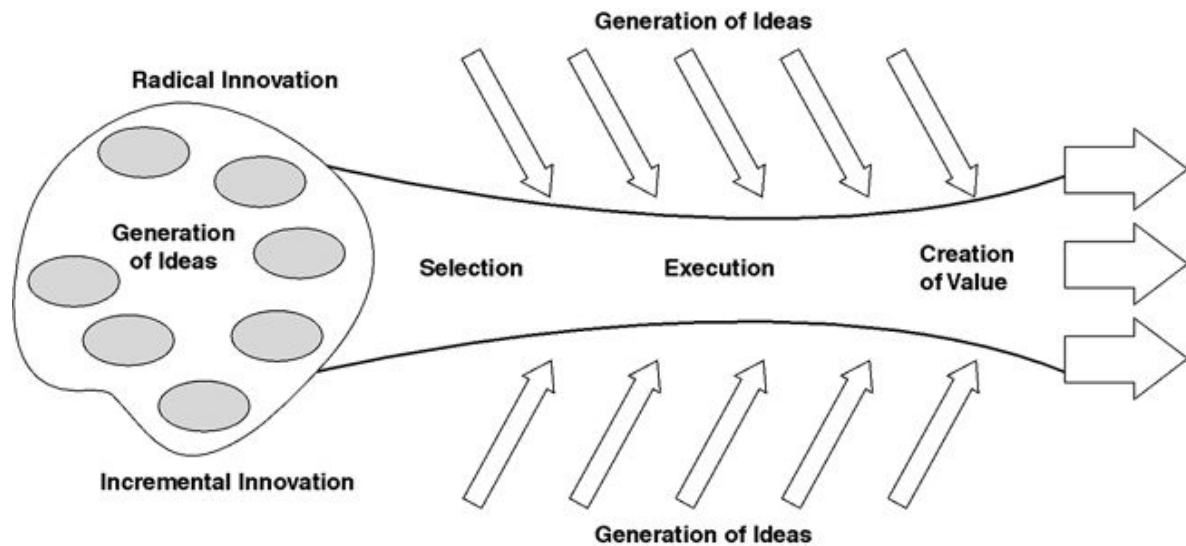 Generation of Ideas
Radical Innovation
Generation
of Ideas
Selection
Execution
Creation
of Value
Incremental Innovation
Generation of Ideas